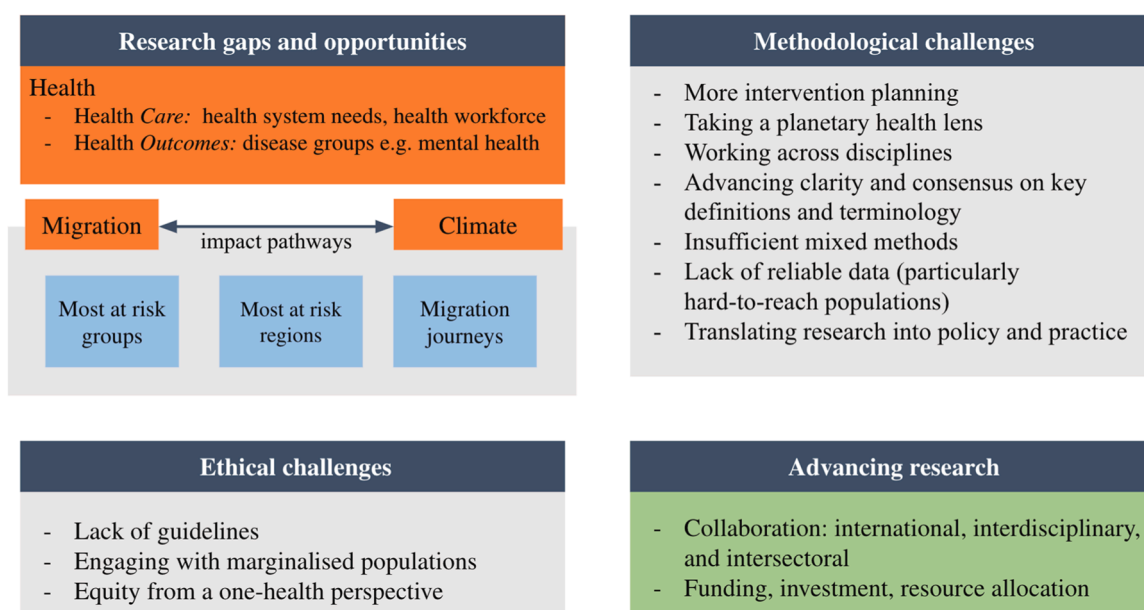 Research gaps and opportunities
Health
- Health Care: health system needs, health workforce
- Health Outcomes: disease groups e.g. mental health
Migration
impact pathways
Climate
Most at risk
groups
Most at risk
regions
Migration
journeys
Methodological challenges
- More intervention planning
- Taking a planetary health lens
- Working across disciplines
- Advancing clarity and consensus on key
definitions and terminology
- Insufficient mixed methods
- Lack of reliable data (particularly
hard-to-reach populations)
- Translating research into policy and practice
Ethical challenges
- Lack of guidelines
- Engaging with marginalised populations
- Equity from a one-health perspective
Advancing research
- Collaboration: international, interdisciplinary,
and intersectoral
- Funding, investment, resource allocation